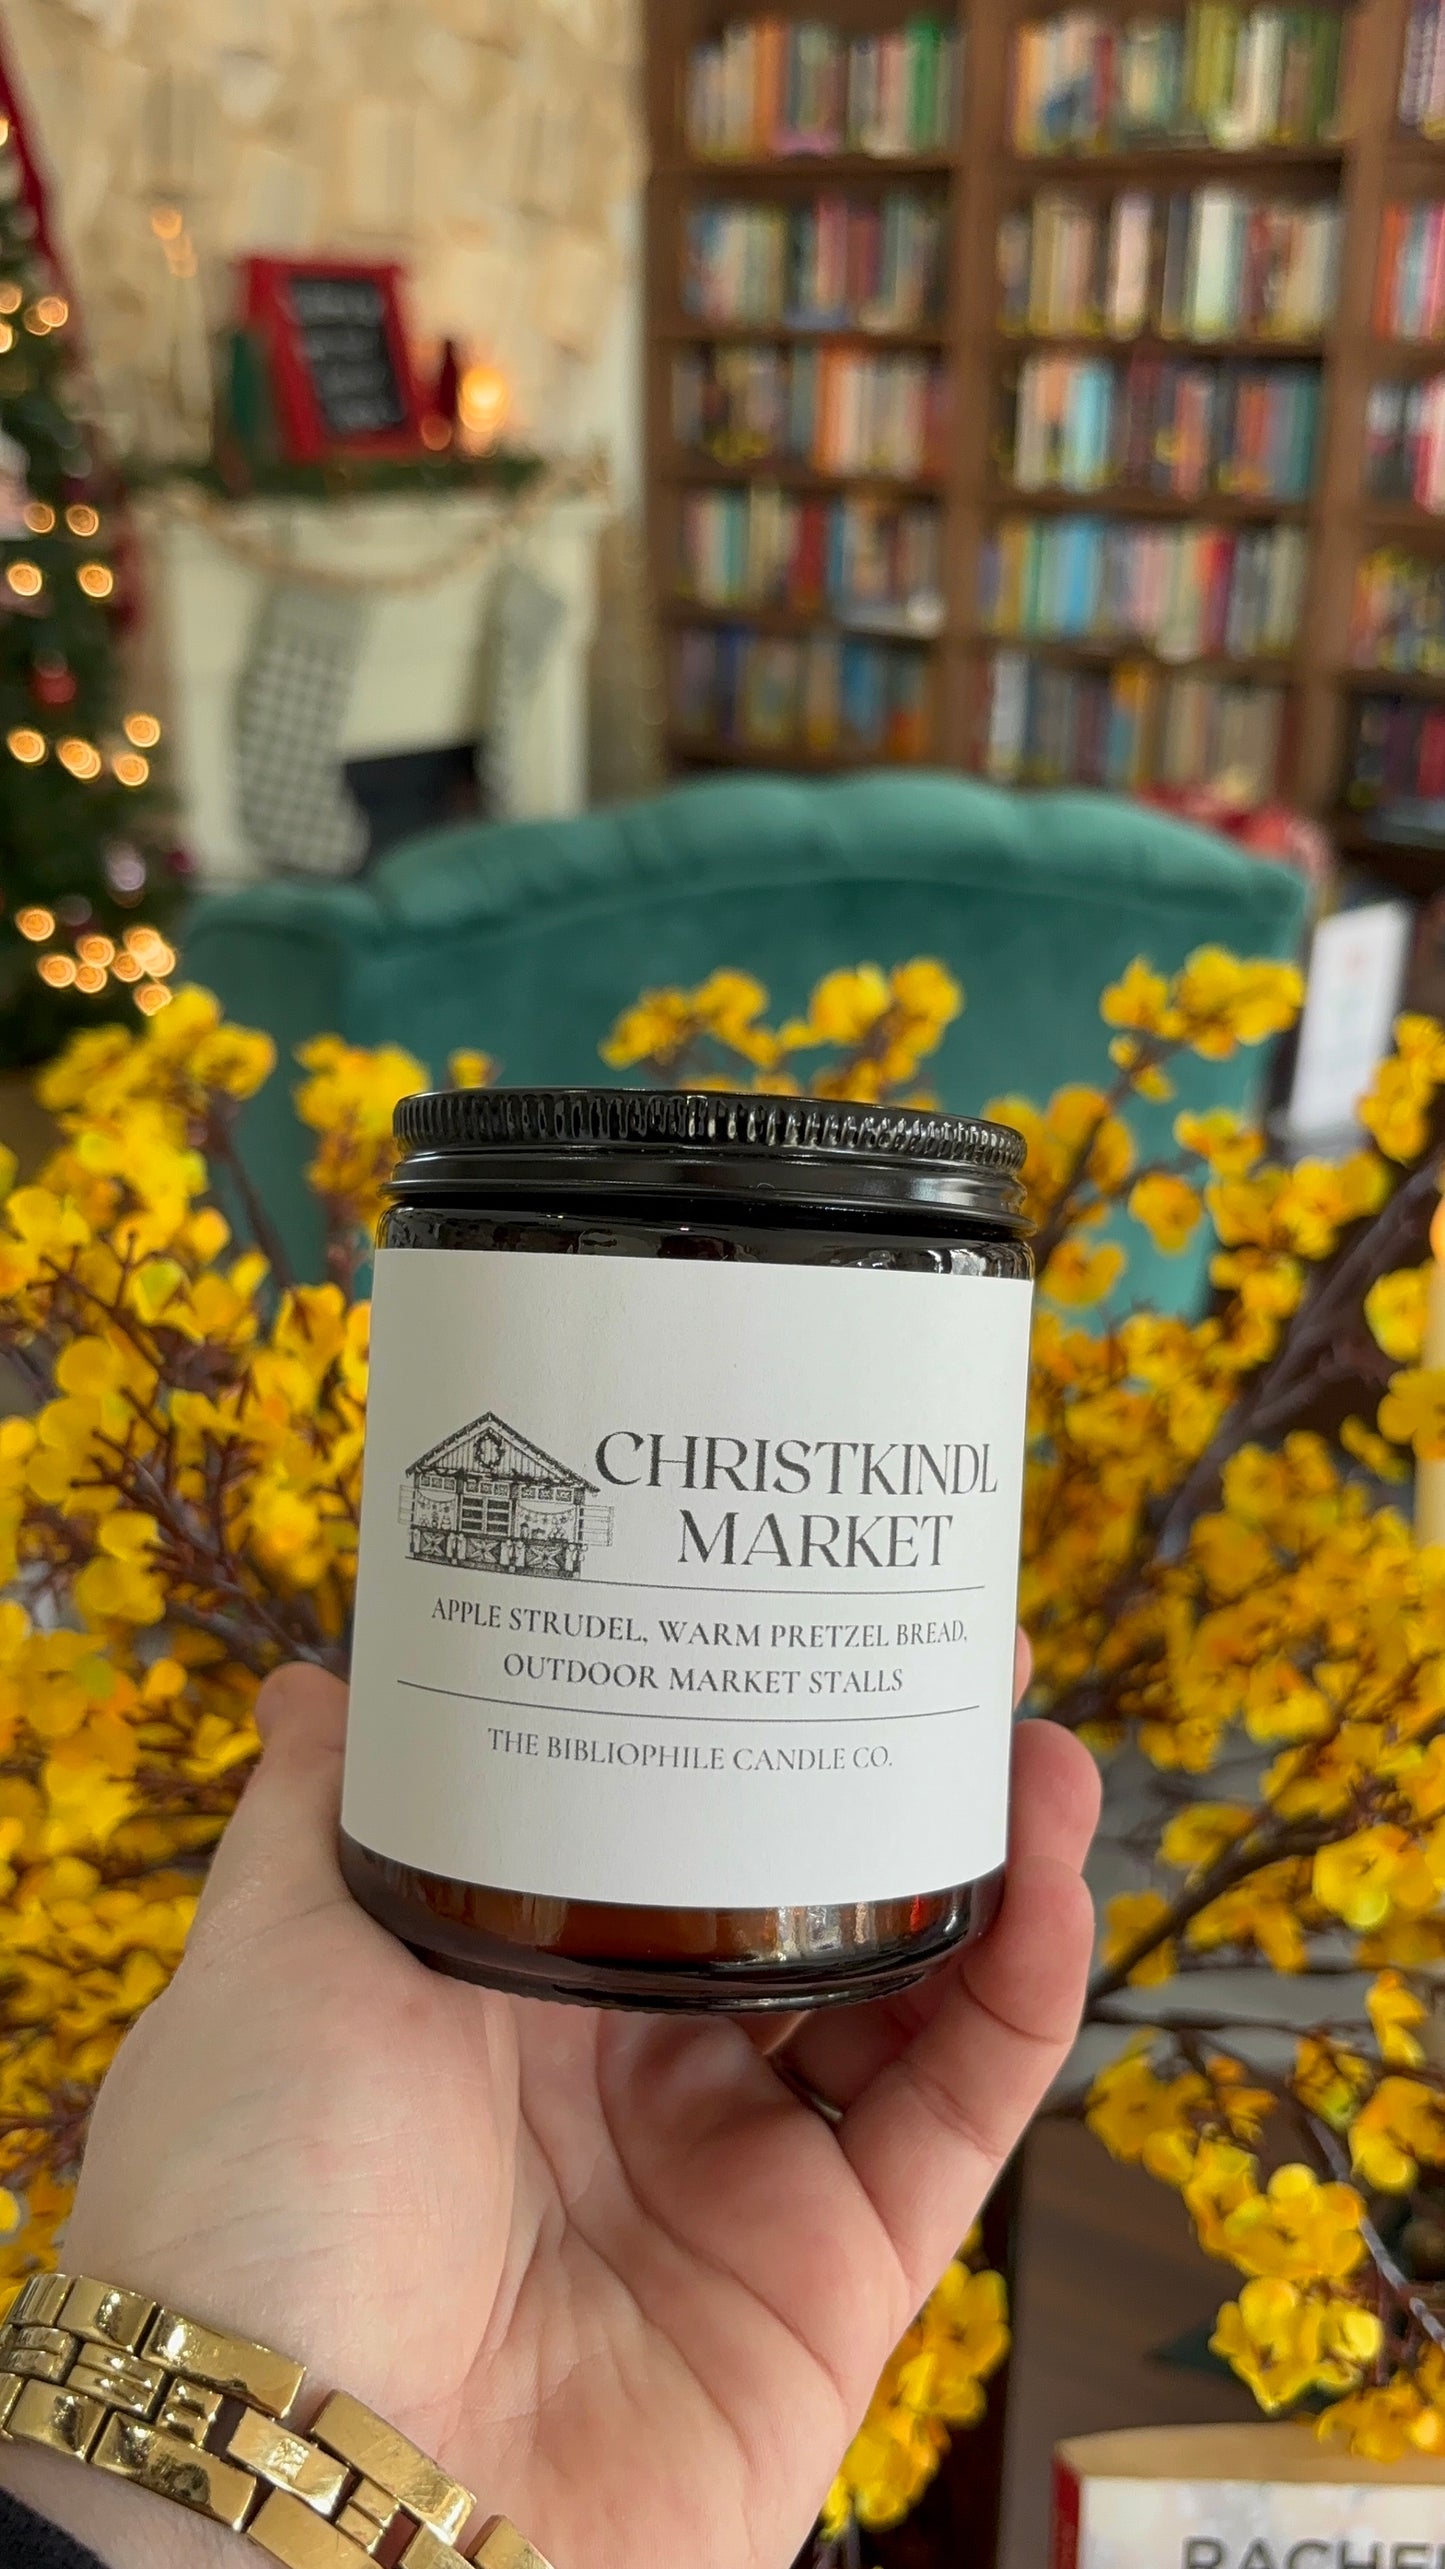 CHRISTKINDL
MARKET
APPLE STRUDEL, WARM PRETZEL BREAD,
OUTDOOR MARKET STALLS
THE BIBLIOPHILE CANDLE CO.